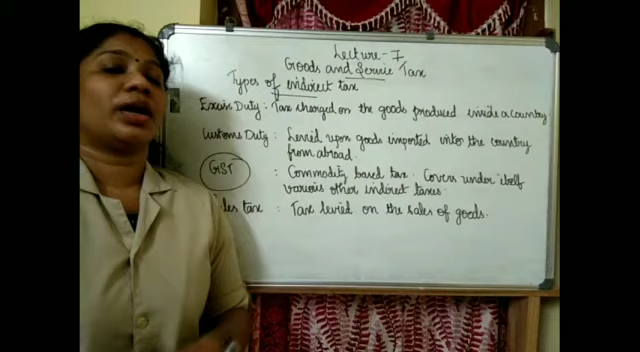 Lecture - 7
Goods and Service Tax
Types of indirect tax
Excise Duty : Tax charged on the goods produced inside a country
Customs Duty : Levied upon goods imported into the country
from abroad.
GST : Commodity based tax. Covers under itself
various other indirect taxes.
tax : Tax levied on the sales of goods.